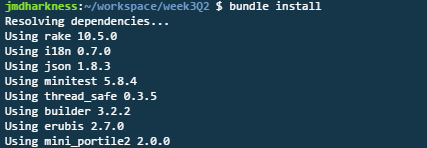 jmdharkness:~/workspace/week3Q2 $ bundle install
Resolving dependencies...
Using rake 10.5.0
Using i18n 0.7.0
Using json 1.8.3
Using minitest 5.8.4
Using thread_safe 0.3.5
Using builder 3.2.2
Using erubis 2.7.0
Using mini_portile2 2.0.0